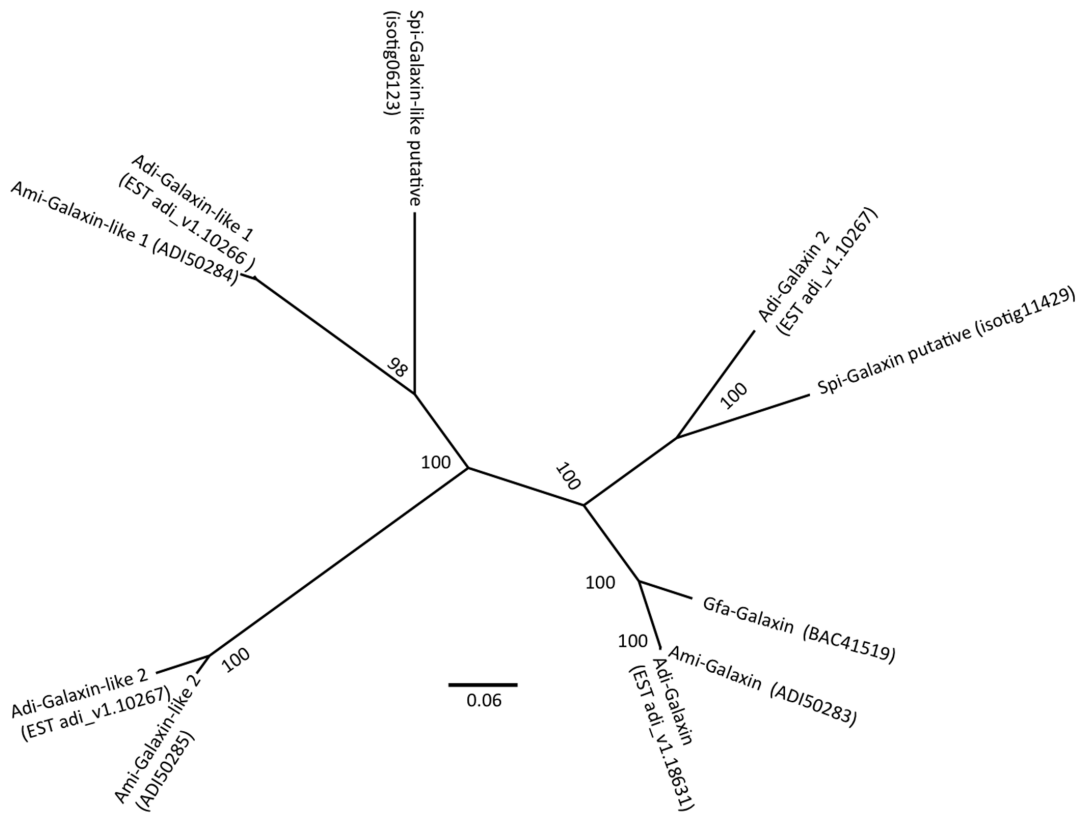 Spi-Galaxin-like putative
(isotig06123)
Adi-Galaxin-like 1
(EST adi_v1.10266 )
Ami-Galaxin-like 1 (ADI50284)
98
Adi-Galaxin 2
(EST adi_v1.10267)
Spi-Galaxin putative (isotig11429)
100
100
100
100
Gfa-Galaxin (BAC41519)
100
Ami-Galaxin (ADI50283)
Adi-Galaxin
(EST adi_v1.18631)
100
Adi-Galaxin-like 2
(EST adi_v1.10267)
Ami-Galaxin-like 2
(ADI50285)
0.06